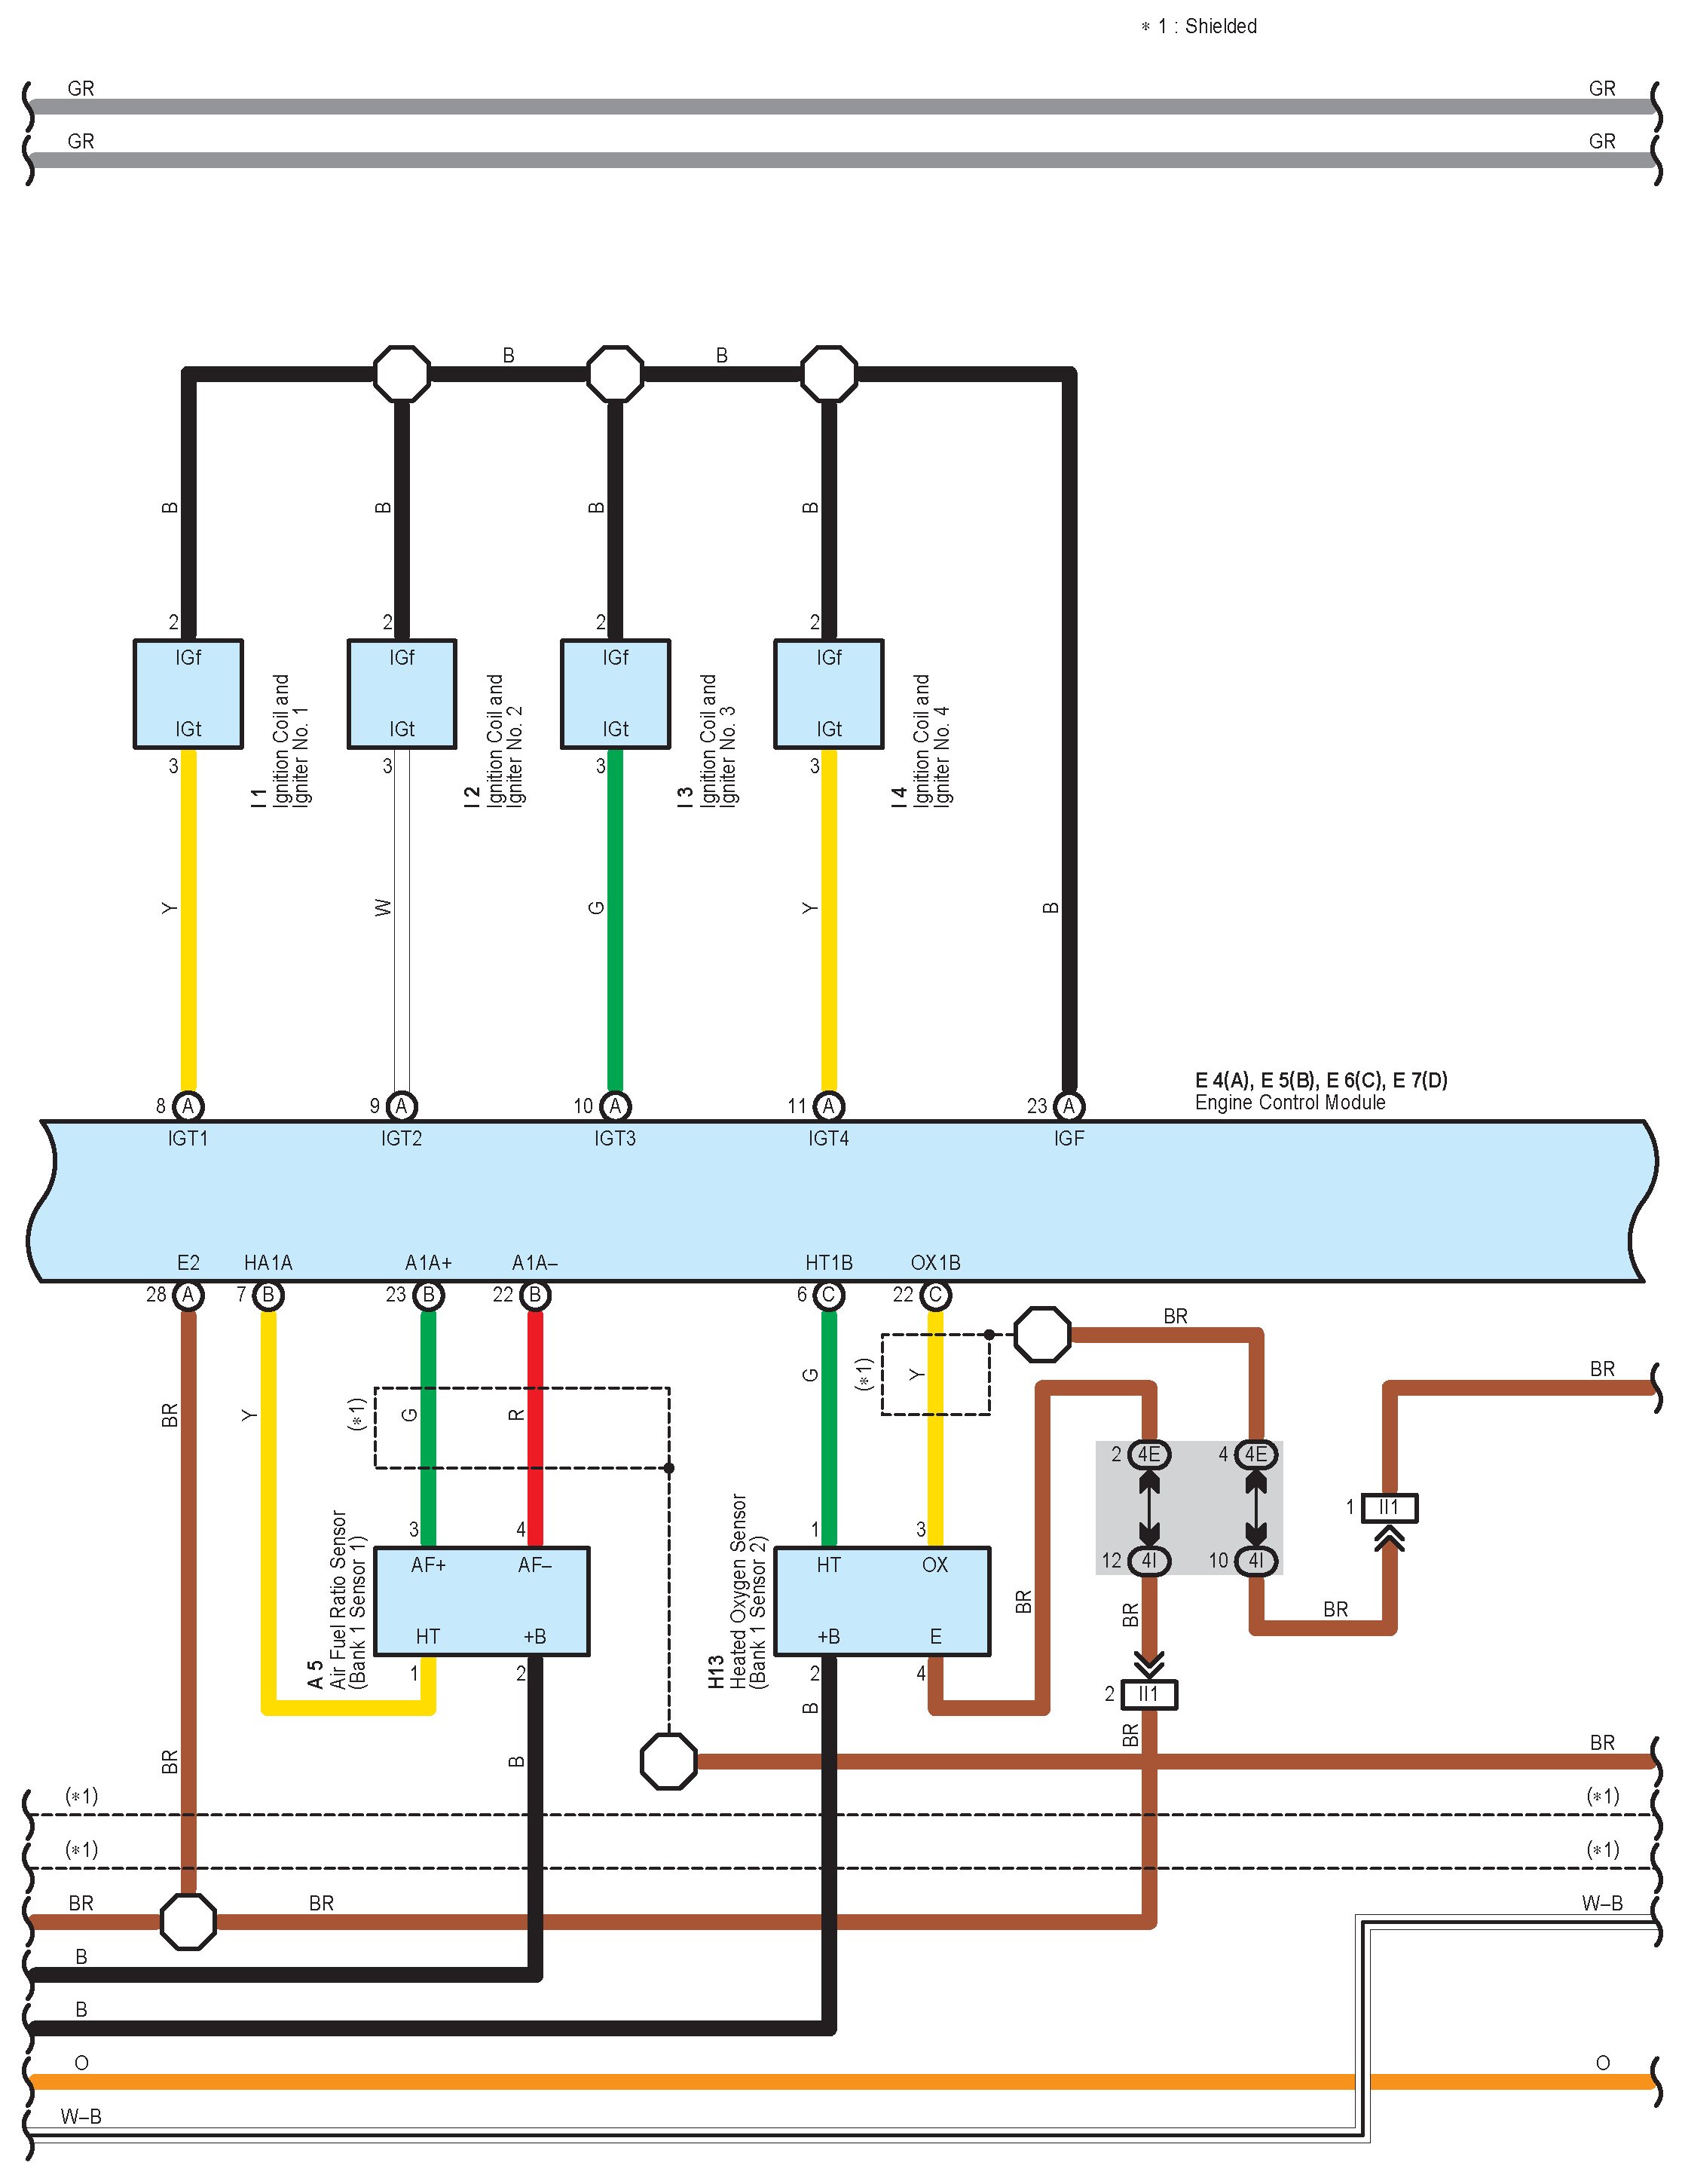 * 1 : Shielded
GR GR
GR GR
B B
B B B B
2 2 2 2
IGf IGf IGf IGf
IGt IGt IGt IGt
3 3 3 3
I 1
Ignition Coil and
Igniter No. 1
I 2
Ignition Coil and
Igniter No. 2
I 3
Ignition Coil and
Igniter No. 3
I 4
Ignition Coil and
Igniter No. 4
Y W G Y B
E 4(A), E 5(B), E 6(C), E 7(D)
Engine Control Module
8 A 9 A 10 A 11 A 23 A
IGT1 IGT2 IGT3 IGT4 IGF
E2 HA1A A1A+ A1A– HT1B OX1B
28 A 7 B 23 B 22 B 6 C 22 C
BR
BR
BR Y (*1) G R G (*1) Y
2 4E 4 4E
1 II1
12 4I 10 4I
3 4 1 3
AF+ AF– HT OX
HT +B +B E
1 2 2 4
A 5
Air Fuel Ratio Sensor
(Bank 1 Sensor 1)
H13
Heated Oxygen Sensor
(Bank 1 Sensor 2)
BR BR BR
2 II1
B
BR B BR BR
(*1) (*1)
(*1) (*1)
BR BR W–B
B
B
O O
W–B